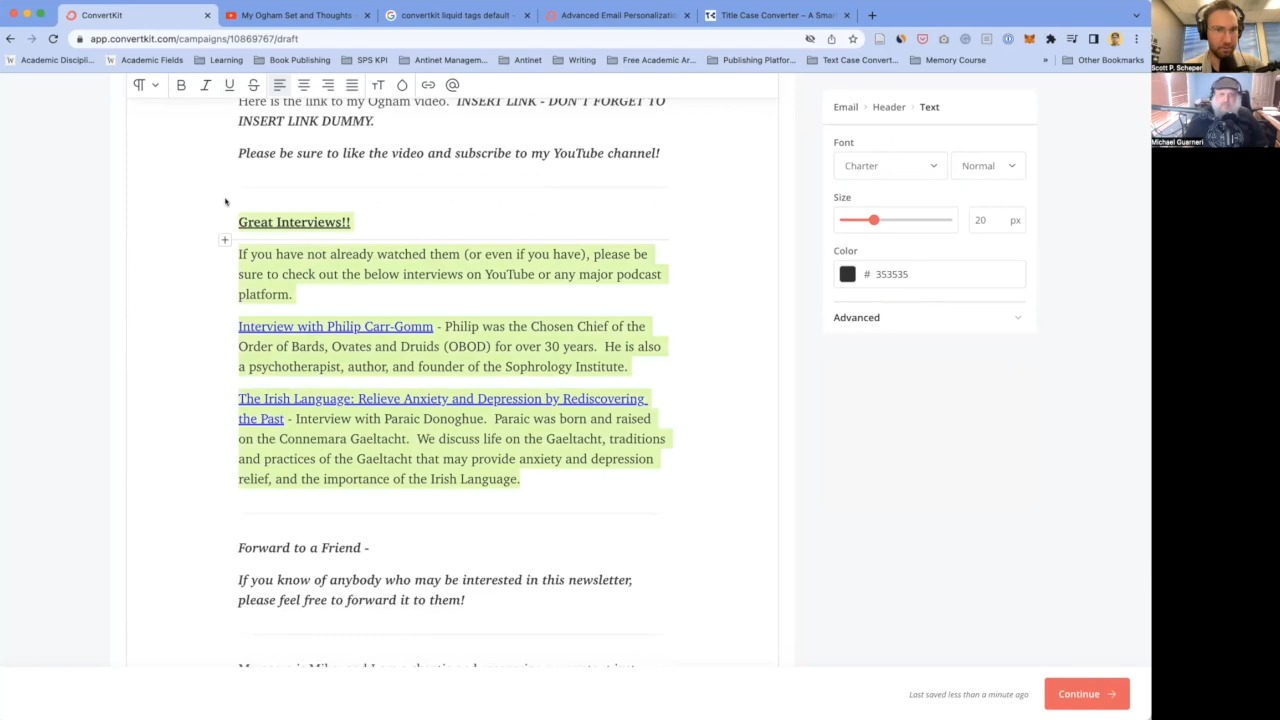 ConvertKit
My Ogham Set and Thoughts -
convertkit liquid tags default -
Advanced Email Personalizatio
Title Case Converter – A Smar
app.convertkit.com/campaigns/10869767/draft
Academic Discipli...
Academic Fields
Learning
Book Publishing
SPS KPI
Antinet Managem...
Antinet
Writing
Free Academic Ar...
Publishing Platfor...
Text Case Convert...
Memory Course
Other Bookmarks
Here is the link to my Ogham video. INSERT LINK - DON'T FORGET TO
INSERT LINK DUMMY.
Please be sure to like the video and subscribe to my YouTube channel!
Great Interviews!!
If you have not already watched them (or even if you have), please be
sure to check out the below interviews on YouTube or any major podcast
platform.
Interview with Philip Carr-Gomm - Philip was the Chosen Chief of the
Order of Bards, Ovates and Druids (OBOD) for over 30 years. He is also
a psychotherapist, author, and founder of the Sophrology Institute.
The Irish Language: Relieve Anxiety and Depression by Rediscovering
the Past - Interview with Paraic Donoghue. Paraic was born and raised
on the Connemara Gaeltacht. We discuss life on the Gaeltacht, traditions
and practices of the Gaeltacht that may provide anxiety and depression
relief, and the importance of the Irish Language.
Forward to a Friend -
If you know of anybody who may be interested in this newsletter,
please feel free to forward it to them!
Email > Header > Text
Font
Charter
Normal
Size
20 px
Color
# 353535
Advanced
Last saved less than a minute ago
Continue
Scott P. Scheper
Michael Guarneri